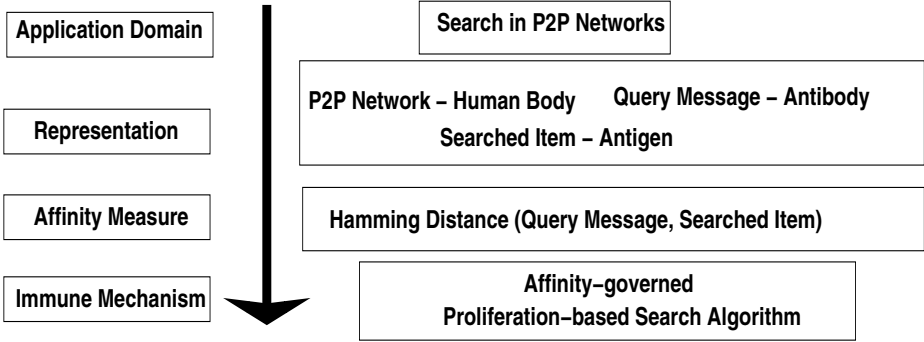 Application Domain
Search in P2P Networks
Representation
P2P Network – Human Body
Query Message – Antibody
Searched Item – Antigen
Affinity Measure
Hamming Distance (Query Message, Searched Item)
Immune Mechanism
Affinity–governed
Proliferation–based Search Algorithm